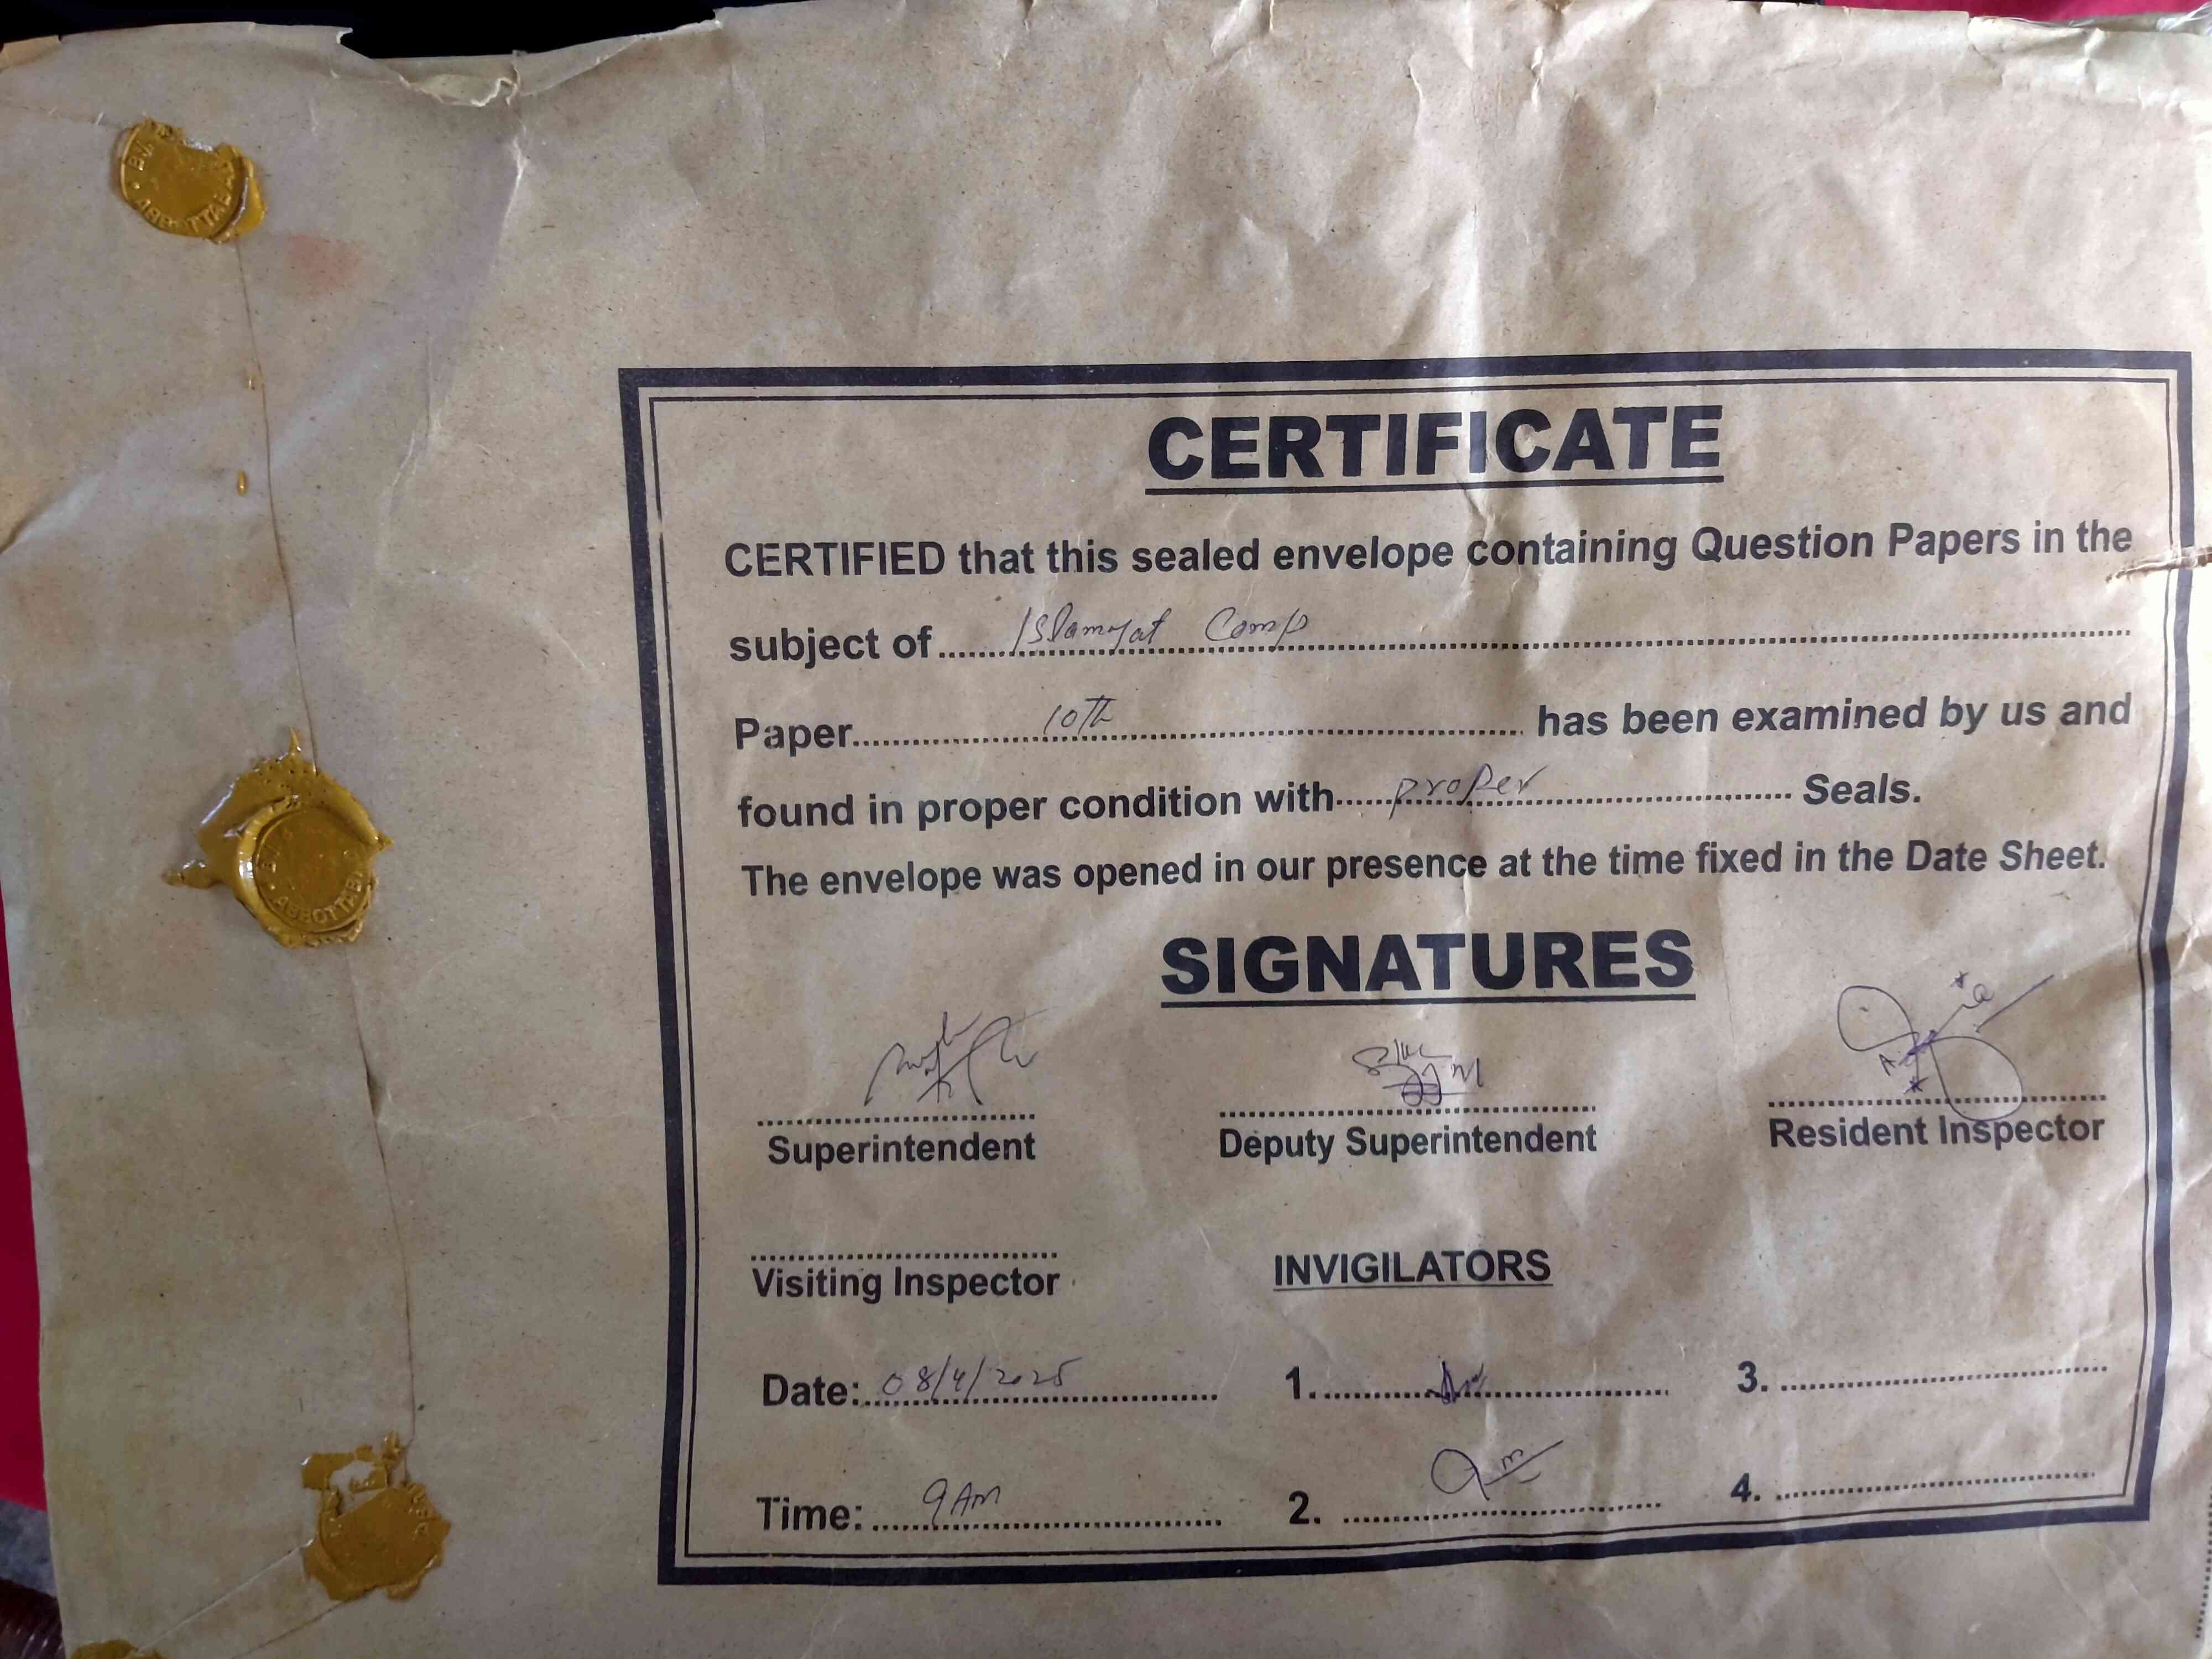 ABBOTTABAD
CERTIFICATE
CERTIFIED that this sealed envelope containing Question Papers in the
subject of Islamyat Comp
Paper 10th has been examined by us and
found in proper condition with proper Seals.
The envelope was opened in our presence at the time fixed in the Date Sheet.
SIGNATURES
Superintendent Deputy Superintendent Resident Inspector
Visiting Inspector INVIGILATORS
Date: 08/4/2025 1. 3.
Time: 9 AM 2. 4.